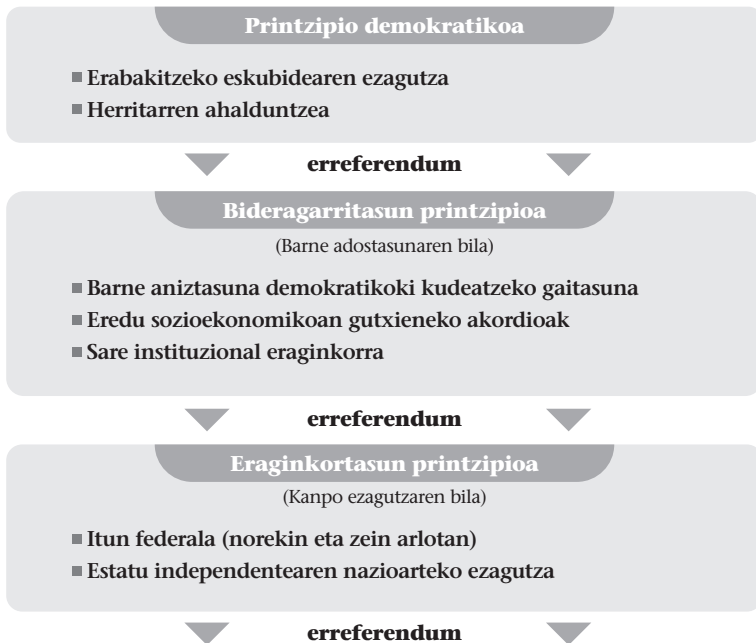 Printzipio demokratikoa
Erabakitzeko eskubidearen ezagutza
Herritarren ahalduntzea
erreferendum
Bideragarritasun printzipioa
(Barne adostasunaren bila)
Barne aniztasuna demokratikoki kudeatzeko gaitasuna
Eredu sozioekonomikoan gutxieneko akordioak
Sare instituzional eraginkorra
erreferendum
Eraginkortasun printzipioa
(Kanpo ezagutzaren bila)
Itun federala (norekin eta zein arlotan)
Estatu independentearen nazioarteko ezagutza
erreferendum